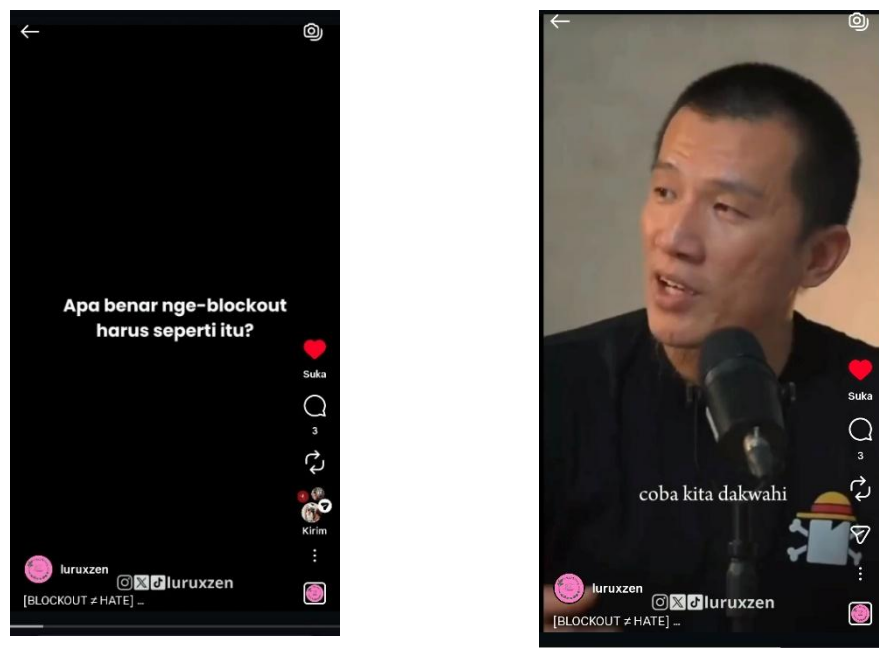 Apa benar nge-blockout
harus seperti itu?
Suka
3
Kirim
luruxzen
luruxzen
[BLOCKOUT ≠ HATE] ...
Suka
3
coba kita dakwahi
luruxzen
luruxzen
[BLOCKOUT ≠ HATE] ...